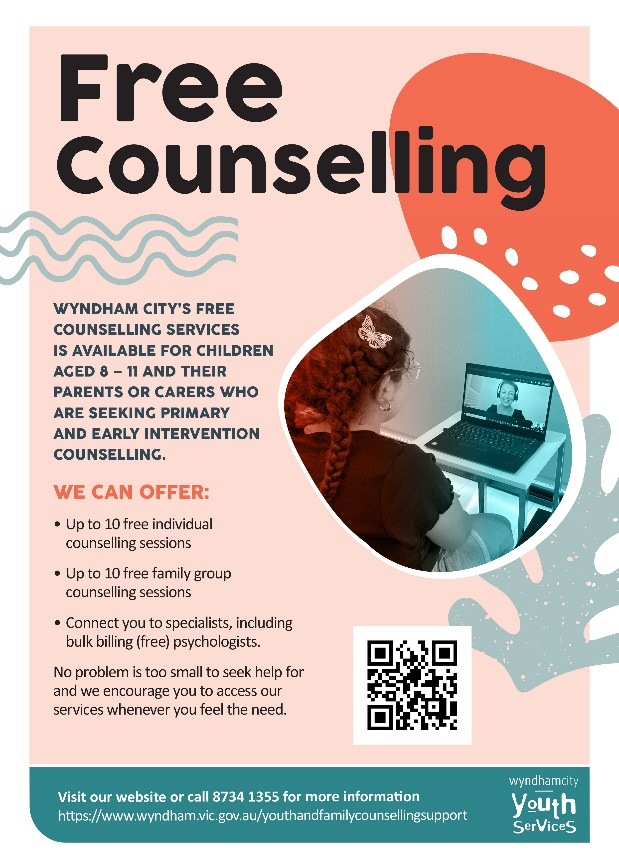 Free
Counselling
WYNDHAM CITY'S FREE
COUNSELLING SERVICES
IS AVAILABLE FOR CHILDREN
AGED 8 – 11 AND THEIR
PARENTS OR CARERS WHO
ARE SEEKING PRIMARY
AND EARLY INTERVENTION
COUNSELLING.
WE CAN OFFER:
• Up to 10 free individual
counselling sessions
• Up to 10 free family group
counselling sessions
• Connect you to specialists, including
bulk billing (free) psychologists.
No problem is too small to seek help for
and we encourage you to access our
services whenever you feel the need.
Visit our website or call 8734 1355 for more information
https://www.wyndham.vic.gov.au/youthandfamilycounsellingsupport
wyndhamcity
Youth
SerViceS